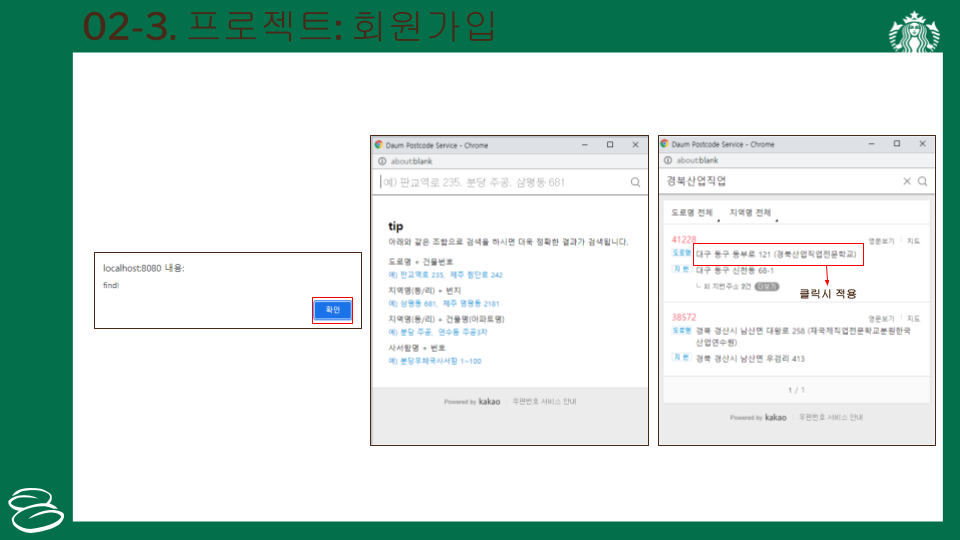 02-3. 프로젝트: 회원가입
localhost:8080 내용:
find!
확인
Daum Postcode Service - Chrome
about:blank
예) 판교역로 235, 분당 주공, 삼평동 681
tip
아래와 같은 조합으로 검색을 하시면 더욱 정확한 결과가 검색됩니다.
도로명 + 건물번호
예) 판교역로 235, 제주 첨단로 242
지역명(동/리) + 번지
예) 삼평동 681, 제주 영평동 2181
지역명(동/리) + 건물명(아파트명)
예) 분당 주공, 연수동 주공3차
사서함명 + 번호
예) 분당우체국사서함 1~100
Powered by kakao 우편번호 서비스 안내
Daum Postcode Service - Chrome
about:blank
경북산업직업
도로명 전체 지역명 전체
41228
영문보기 지도
도로명 대구 동구 동부로 121 (경북산업직업전문학교)
지번 대구 동구 신천동 68-1
ㄴ 외 지번주소 2건 더보기
클릭시 적용
38572
영문보기 지도
도로명 경북 경산시 남산면 대왕로 258 (재국제직업전문학교분원한국
산업연수원)
지번 경북 경산시 남산면 우검리 413
1 / 1
Powered by kakao 우편번호 서비스 안내